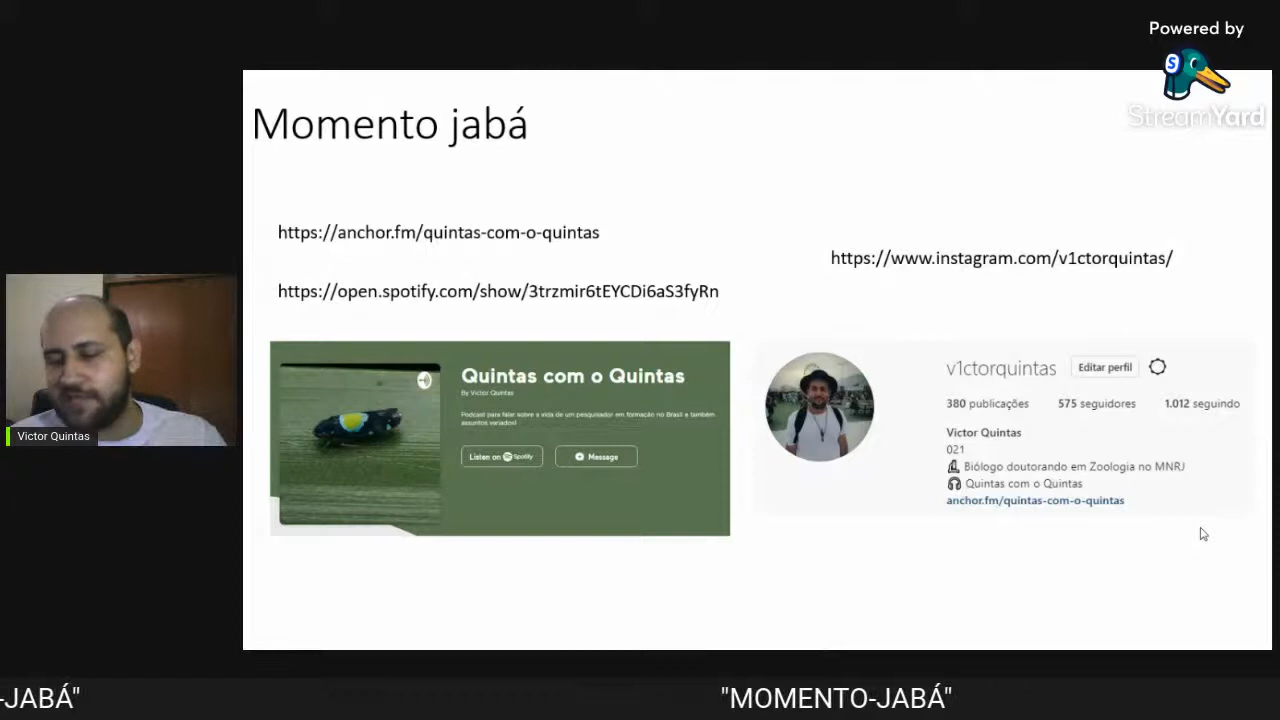 Powered by
StreamYard
Momento jabá
https://anchor.fm/quintas-com-o-quintas
https://open.spotify.com/show/3trzmir6tEYCDi6aS3fyRn
https://www.instagram.com/v1ctorquintas/
Quintas com o Quintas
By Victor Quintas
Podcast para falar sobre a vida de um pesquisador em formação no Brasil e também
assuntos variados!
Listen on Spotify
Message
v1ctorquintas Editar perfil
380 publicações 575 seguidores 1.012 seguindo
Victor Quintas
021
Biólogo doutorando em Zoologia no MNRJ
Quintas com o Quintas
anchor.fm/quintas-com-o-quintas
Victor Quintas
-JABÁ" "MOMENTO-JABÁ"